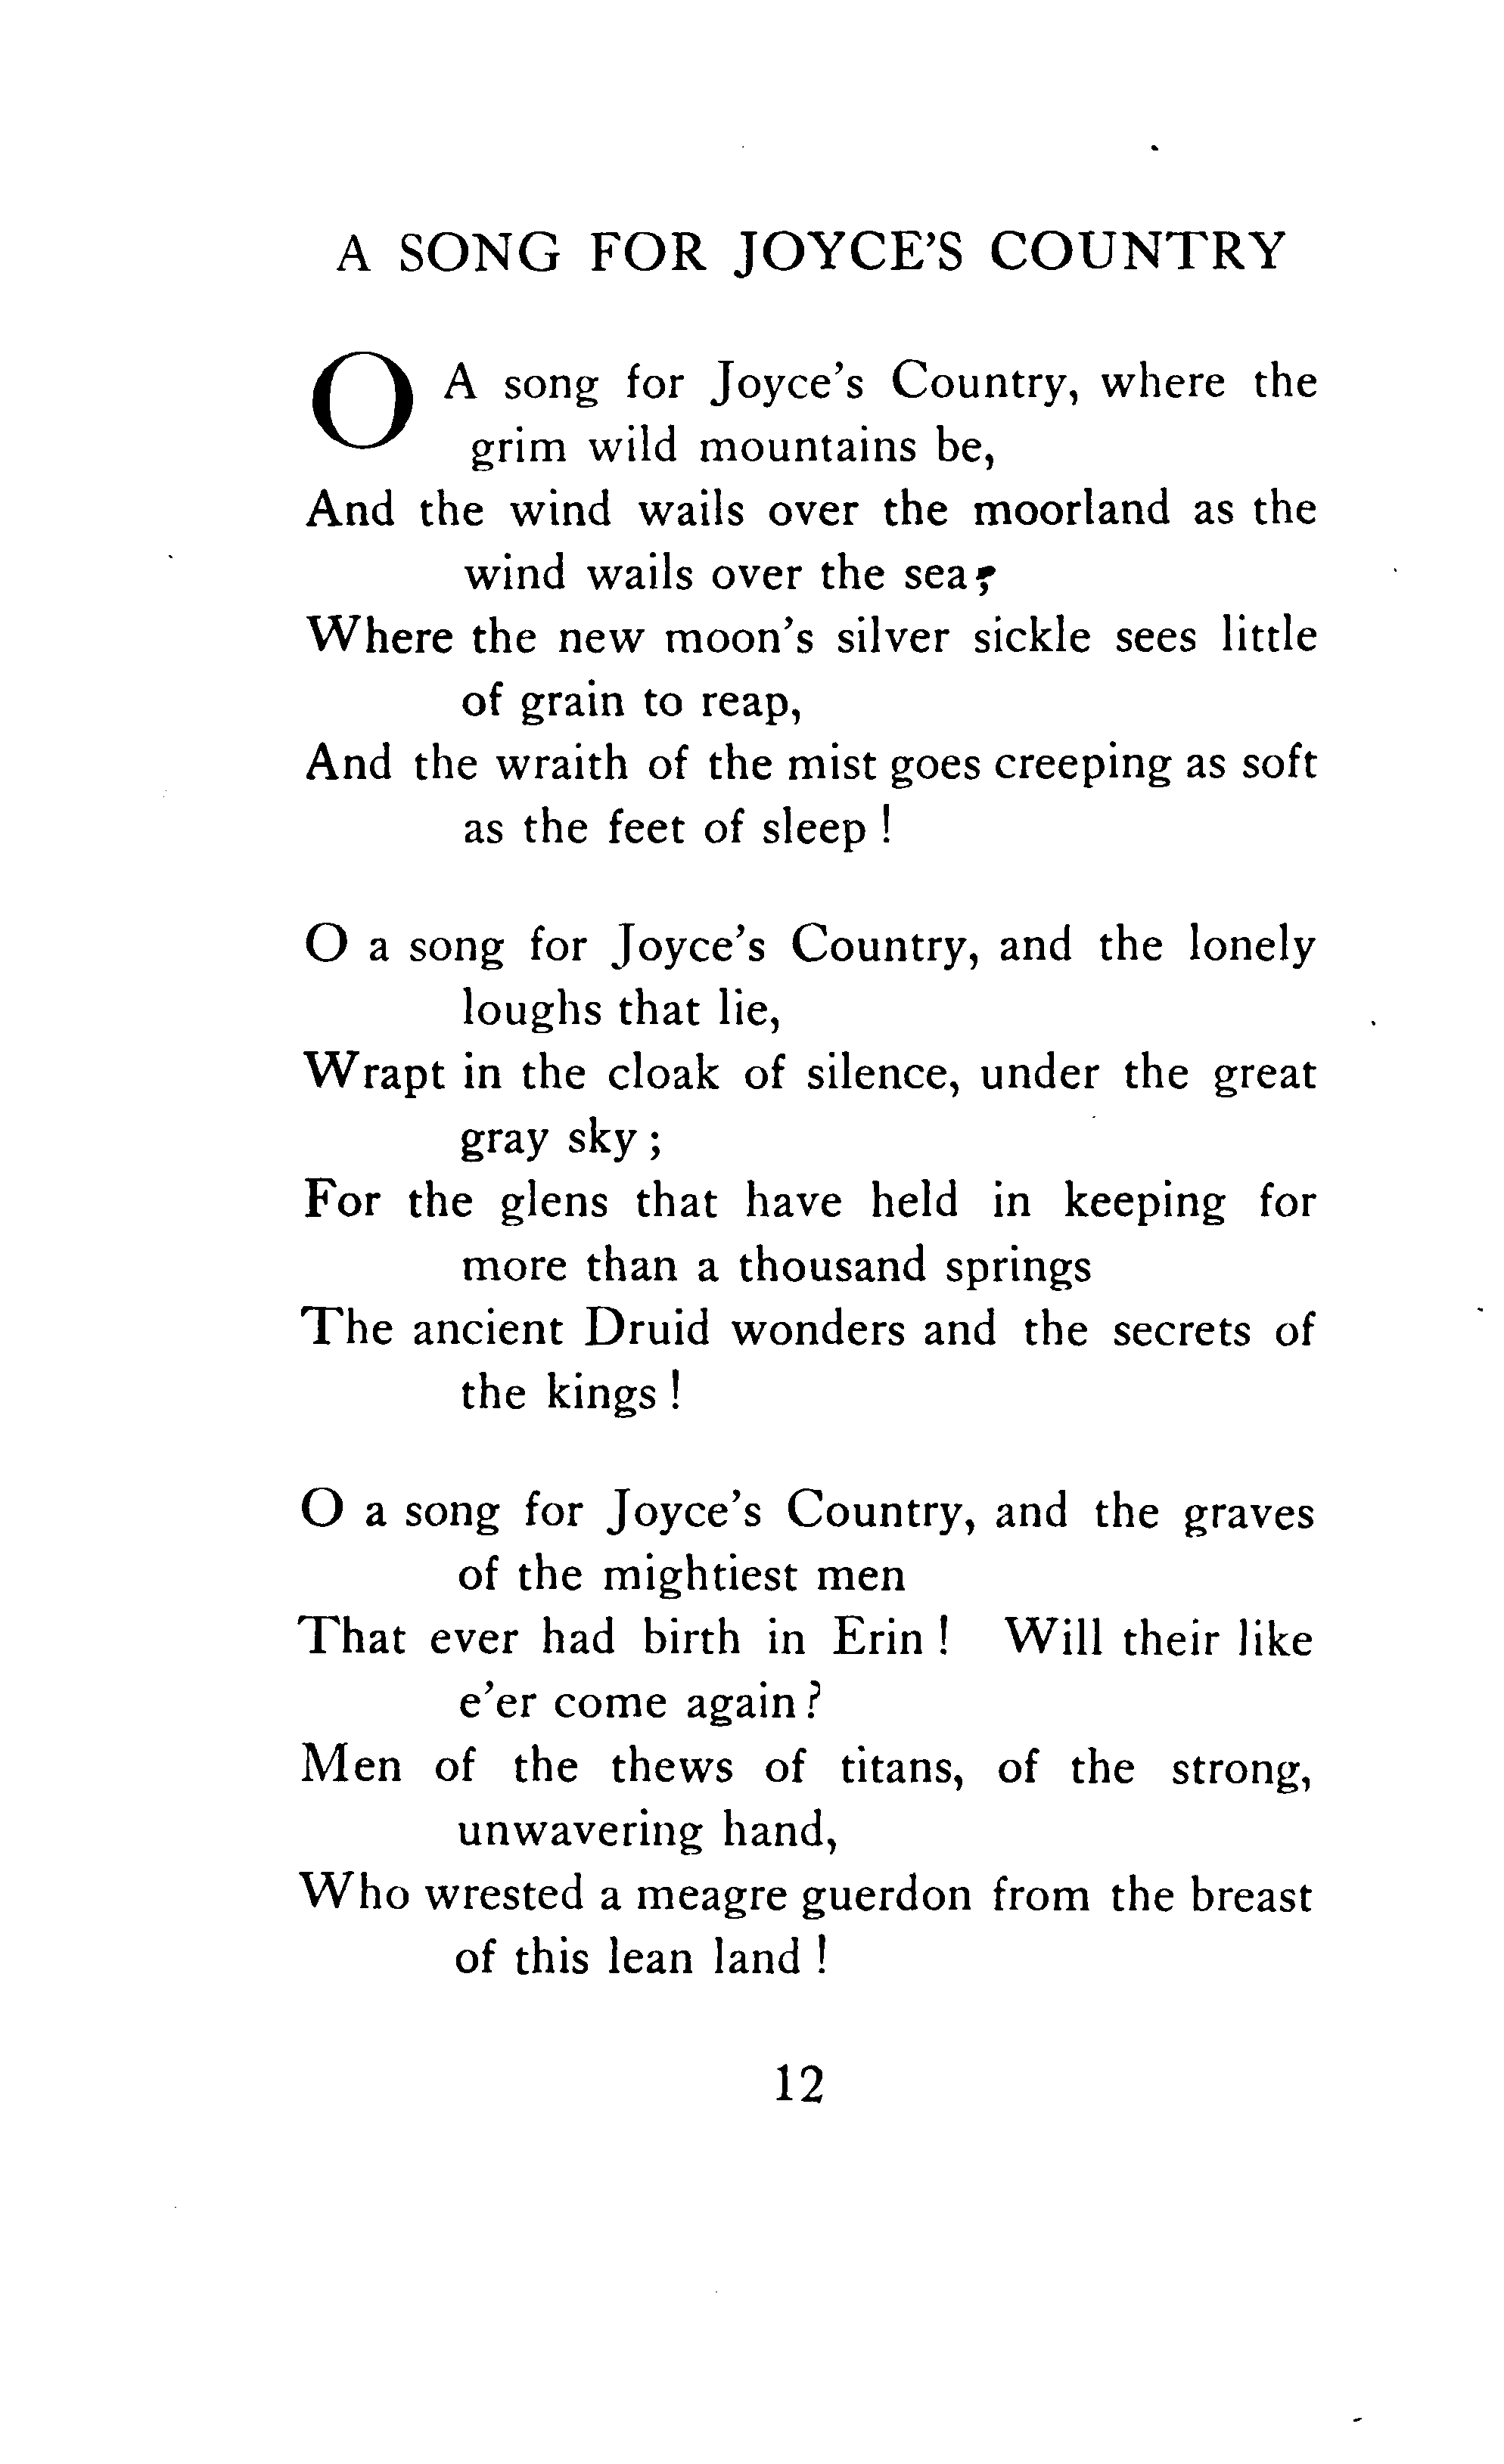 A SONG FOR JOYCE'S COUNTRY
O A song for Joyce's Country, where the
grim wild mountains be,
And the wind wails over the moorland as the
wind wails over the sea;
Where the new moon's silver sickle sees little
of grain to reap,
And the wraith of the mist goes creeping as soft
as the feet of sleep !
O a song for Joyce's Country, and the lonely
loughs that lie,
Wrapt in the cloak of silence, under the great
gray sky ;
For the glens that have held in keeping for
more than a thousand springs
The ancient Druid wonders and the secrets of
the kings !
O a song for Joyce's Country, and the graves
of the mightiest men
That ever had birth in Erin ! Will their like
e'er come again ?
Men of the thews of titans, of the strong,
unwavering hand,
Who wrested a meagre guerdon from the breast
of this lean land !
12